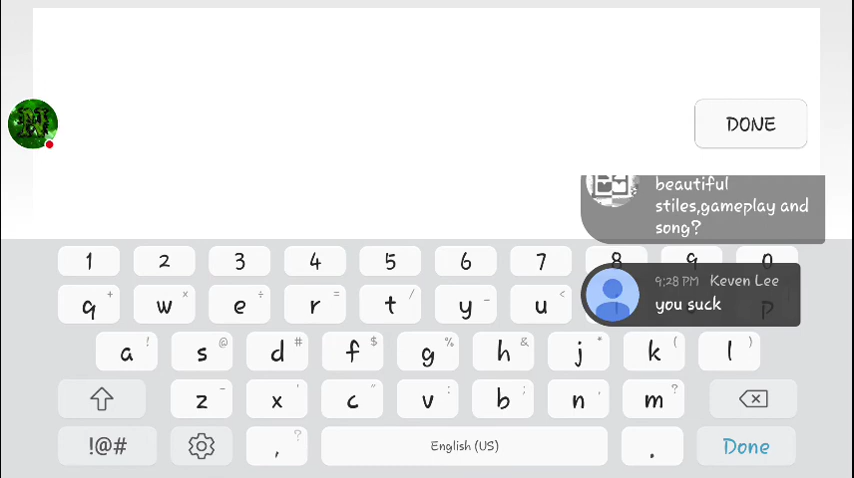 DONE
beautiful
stiles,gameplay and
song?
9:28 PM Keven Lee
you suck
1 2 3 4 5 6 7 8 9 0
q + w x e ÷ r = t / y _ u < p
a ! s @ d # f $ g % h & j * k ( l )
z - x ' c " v : b ; n , m ?
!@# , ? English (US) . Done